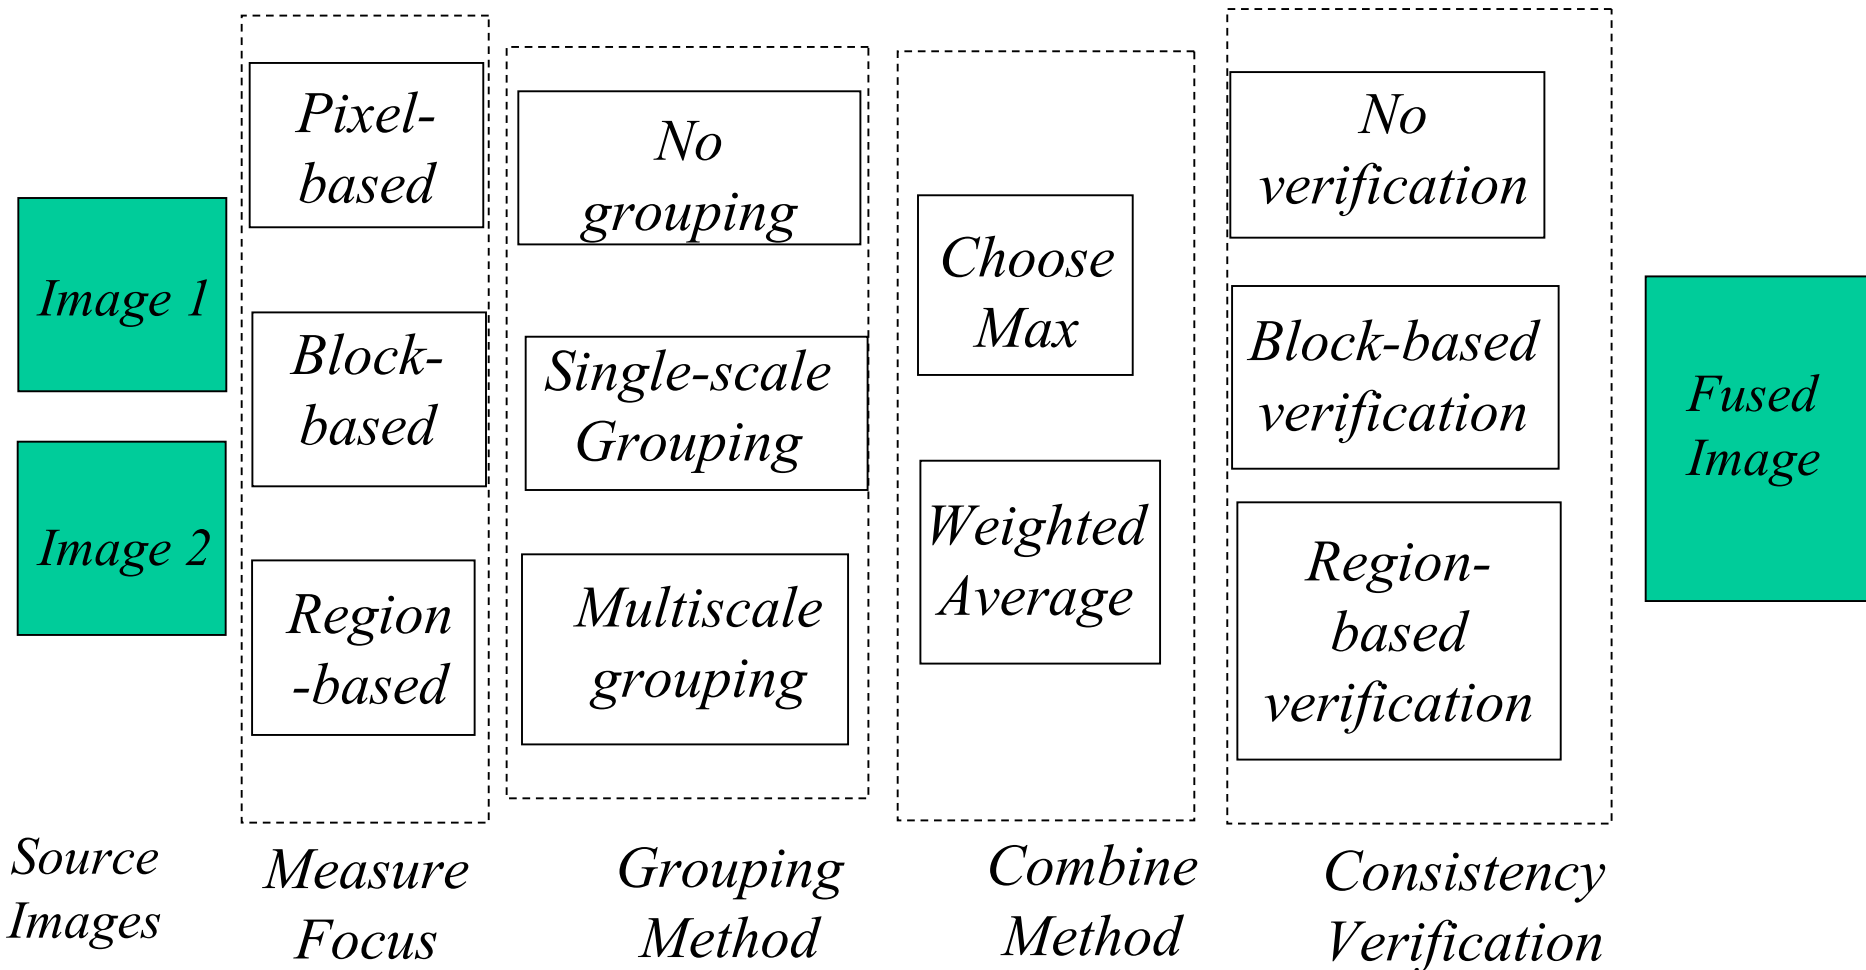 Image 1
Image 2
Source
Images
Pixel-
based
Block-
based
Region
-based
Measure
Focus
No
grouping
Single-scale
Grouping
Multiscale
grouping
Grouping
Method
Choose
Max
Weighted
Average
Combine
Method
No
verification
Block-based
verification
Region-
based
verification
Consistency
Verification
Fused
Image